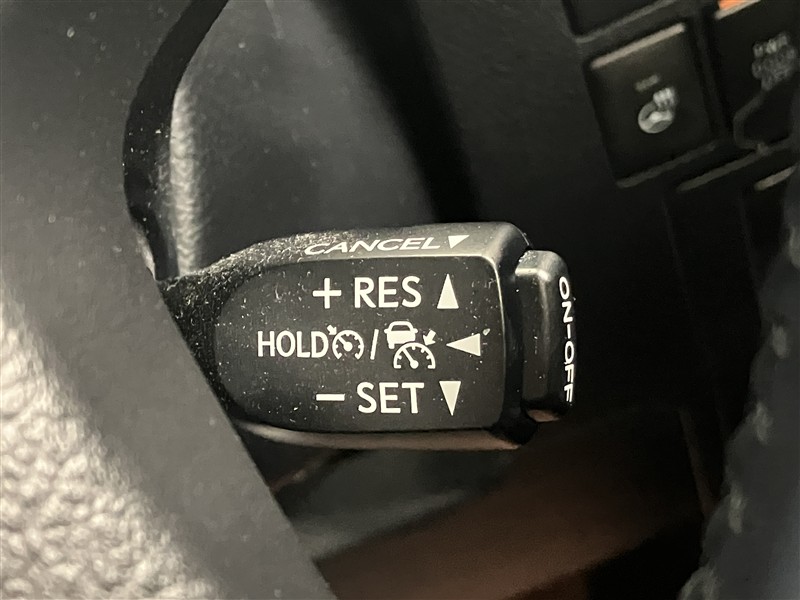 CANCEL
+ RES
HOLD /
− SET
ON-OFF